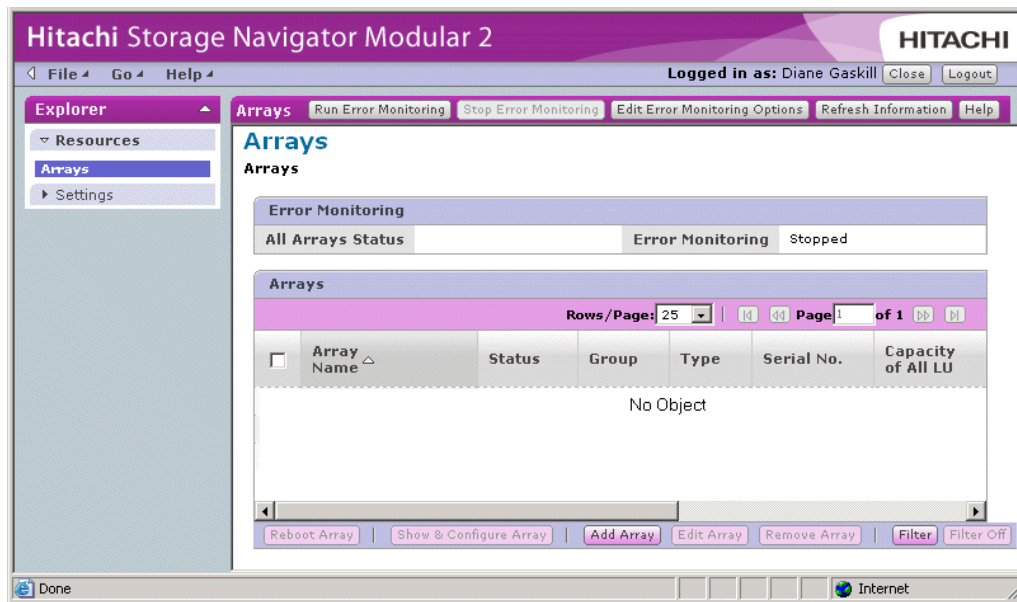 Hitachi Storage Navigator Modular 2
HITACHI
File Go Help
Logged in as: Diane Gaskill Close Logout
Explorer
Resources
Arrays
Settings
Arrays Run Error Monitoring Stop Error Monitoring Edit Error Monitoring Options Refresh Information Help
Arrays
Arrays
Error Monitoring
All Arrays Status Error Monitoring Stopped
Arrays
Rows/Page: 25 Page 1 of 1
Array Name Status Group Type Serial No. Capacity of All LU
No Object
Reboot Array | Show & Configure Array | Add Array Edit Array Remove Array | Filter Filter Off
Done Internet